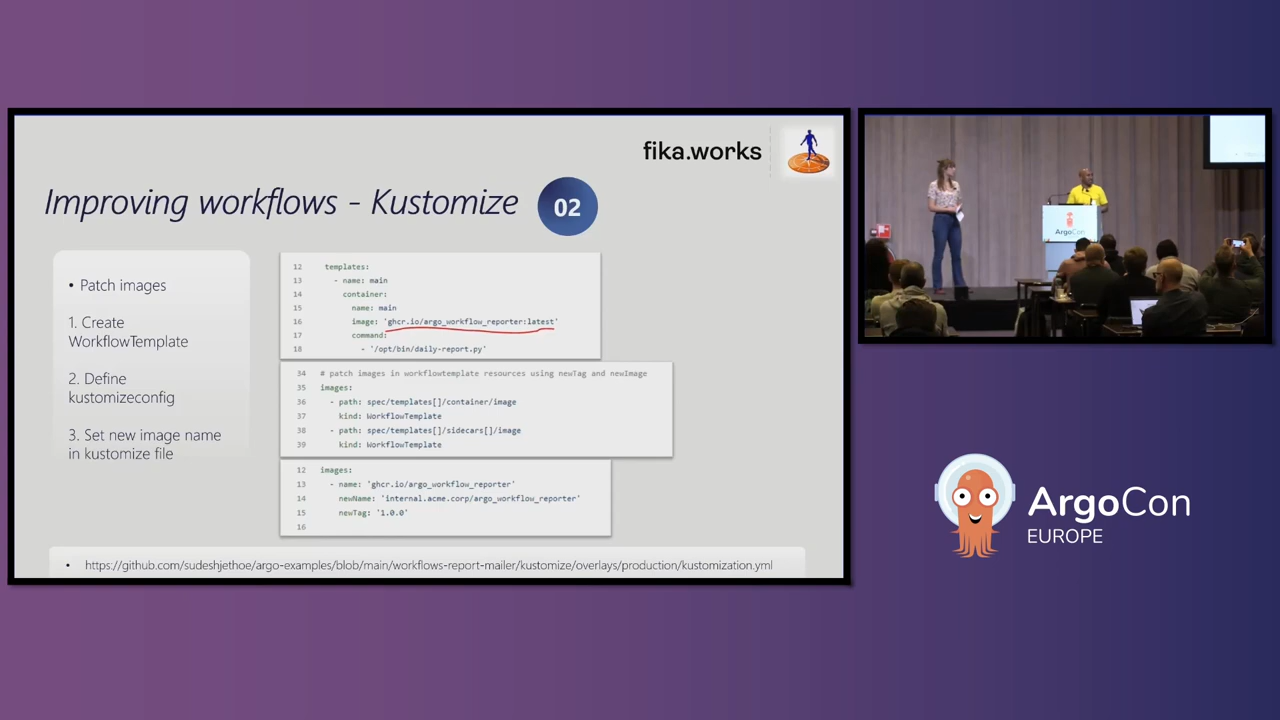 fika.works
Improving workflows - Kustomize
02
• Patch images
1. Create
WorkflowTemplate
2. Define
kustomizeconfig
3. Set new image name
in kustomize file
12 templates:
13 - name: main
14 container:
15 name: main
16 image: 'ghcr.io/argo_workflow_reporter:latest'
17 command:
18 - '/opt/bin/daily-report.py'
34 # patch images in workflowtemplate resources using newTag and newImage
35 images:
36 - path: spec/templates[]/container/image
37 kind: WorkflowTemplate
38 - path: spec/templates[]/sidecars[]/image
39 kind: WorkflowTemplate
12 images:
13 - name: 'ghcr.io/argo_workflow_reporter'
14 newName: 'internal.acme.corp/argo_workflow_reporter'
15 newTag: '1.0.0'
16
• https://github.com/sudeshjethoe/argo-examples/blob/main/workflows-report-mailer/kustomize/overlays/production/kustomization.yml
ArgoCon
ArgoCon
EUROPE